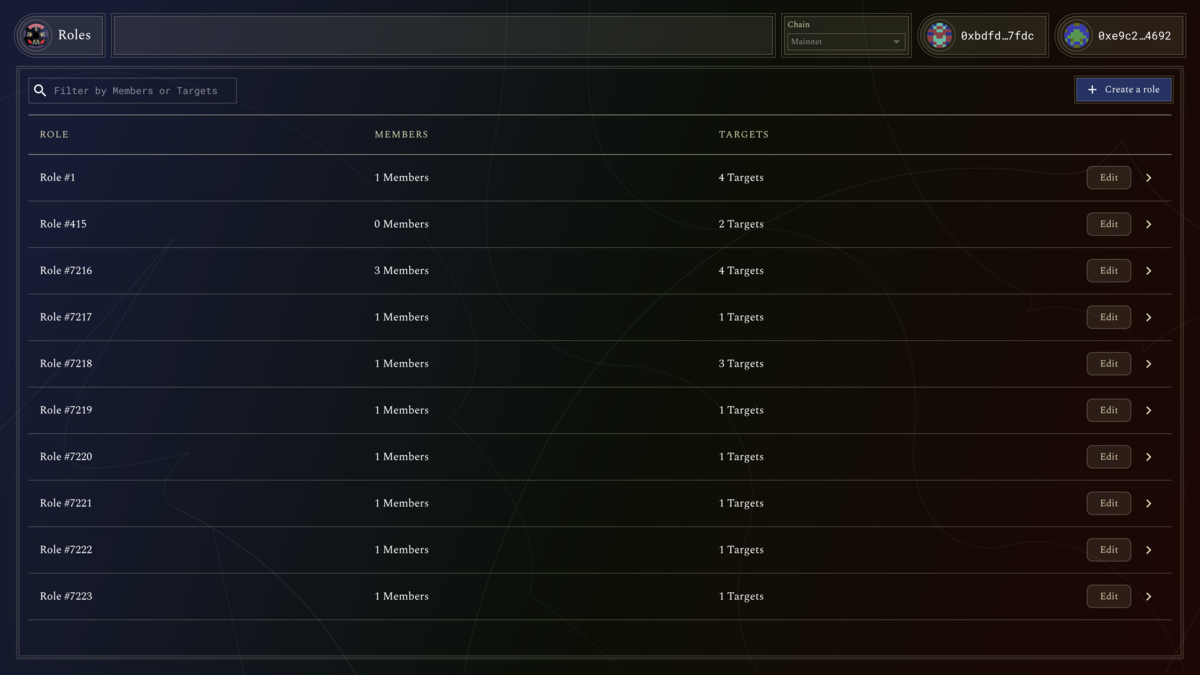 Roles
Chain
Mainnet
0xbdfd…7fdc
0xe9c2…4692
Filter by Members or Targets
+ Create a role
ROLE MEMBERS TARGETS
Role #1 1 Members 4 Targets Edit
Role #415 0 Members 2 Targets Edit
Role #7216 3 Members 4 Targets Edit
Role #7217 1 Members 1 Targets Edit
Role #7218 1 Members 3 Targets Edit
Role #7219 1 Members 1 Targets Edit
Role #7220 1 Members 1 Targets Edit
Role #7221 1 Members 1 Targets Edit
Role #7222 1 Members 1 Targets Edit
Role #7223 1 Members 1 Targets Edit